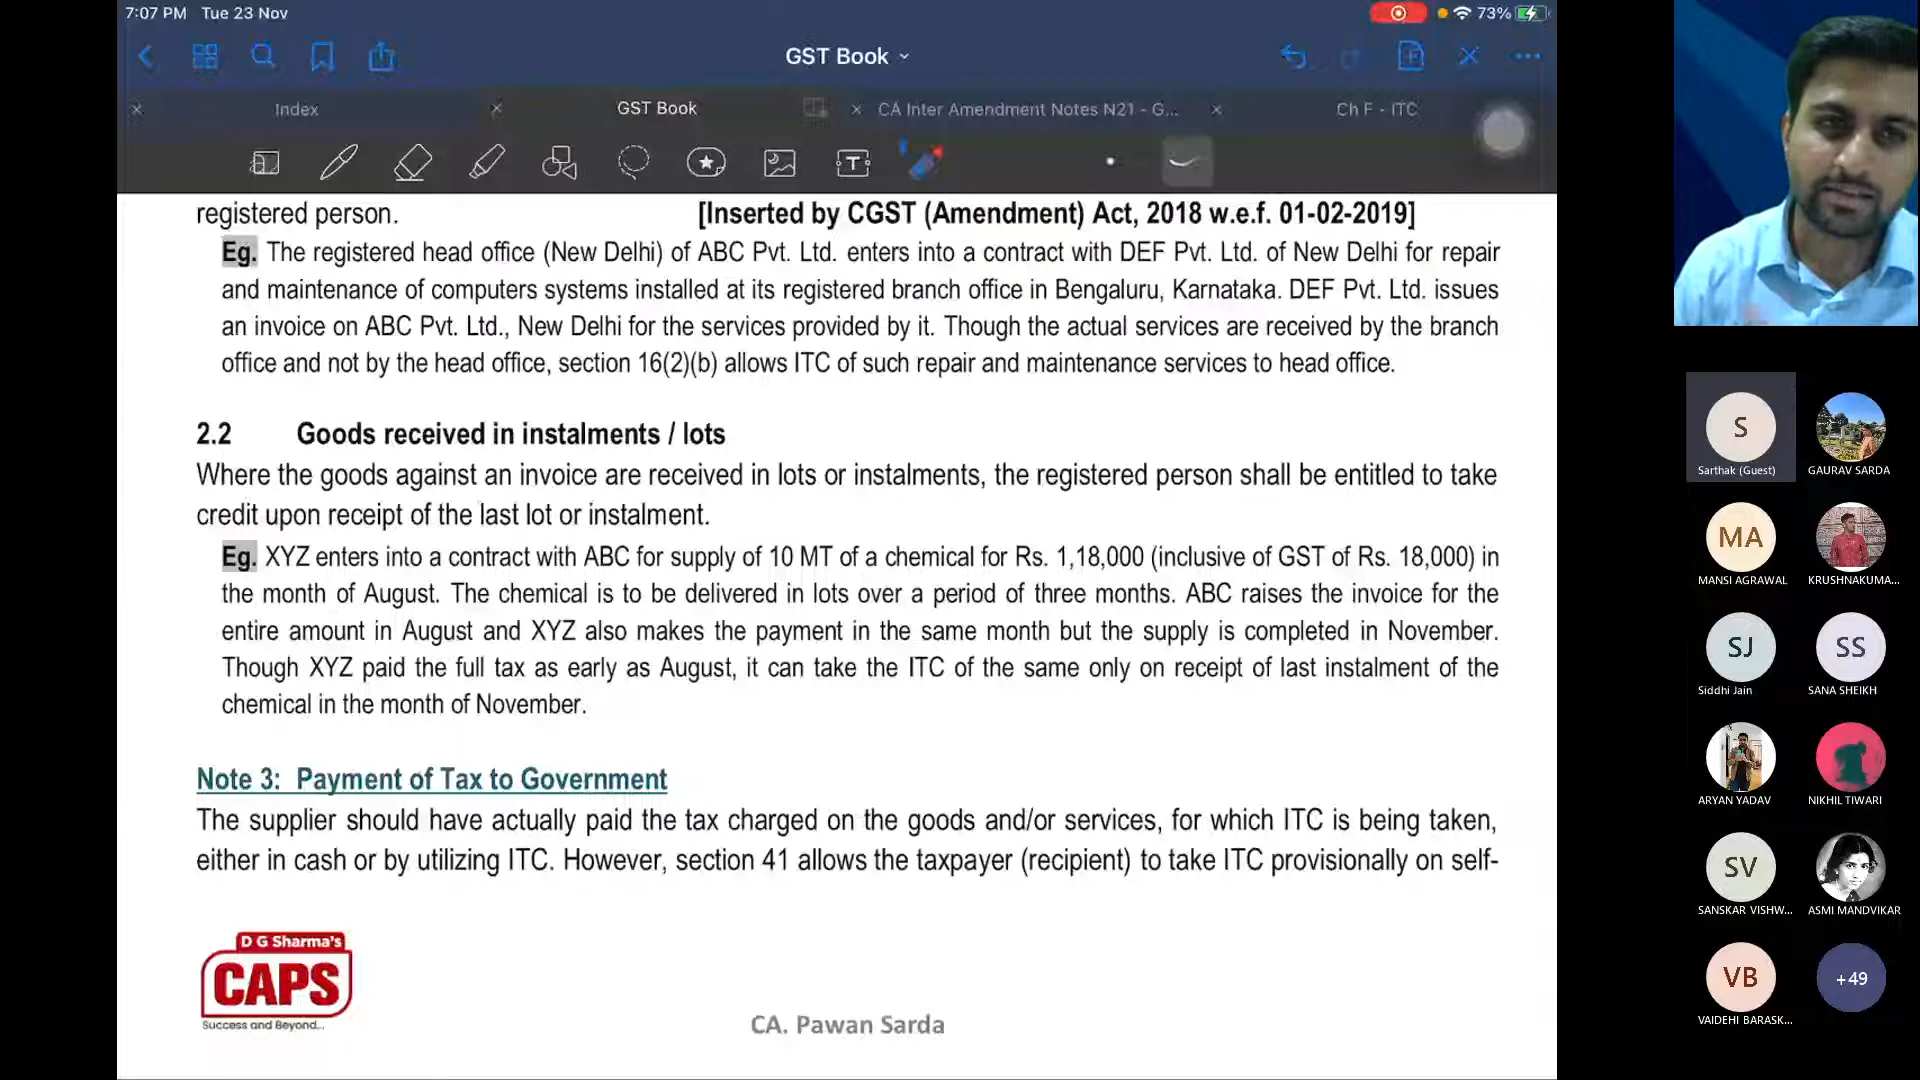 7:07 PM Tue 23 Nov
73%
GST Book
Index
GST Book
CA Inter Amendment Notes N21 - G...
Ch F - ITC
T
registered person. [Inserted by CGST (Amendment) Act, 2018 w.e.f. 01-02-2019]
Eg. The registered head office (New Delhi) of ABC Pvt. Ltd. enters into a contract with DEF Pvt. Ltd. of New Delhi for repair
and maintenance of computers systems installed at its registered branch office in Bengaluru, Karnataka. DEF Pvt. Ltd. issues
an invoice on ABC Pvt. Ltd., New Delhi for the services provided by it. Though the actual services are received by the branch
office and not by the head office, section 16(2)(b) allows ITC of such repair and maintenance services to head office.
2.2 Goods received in instalments / lots
Where the goods against an invoice are received in lots or instalments, the registered person shall be entitled to take
credit upon receipt of the last lot or instalment.
Eg. XYZ enters into a contract with ABC for supply of 10 MT of a chemical for Rs. 1,18,000 (inclusive of GST of Rs. 18,000) in
the month of August. The chemical is to be delivered in lots over a period of three months. ABC raises the invoice for the
entire amount in August and XYZ also makes the payment in the same month but the supply is completed in November.
Though XYZ paid the full tax as early as August, it can take the ITC of the same only on receipt of last instalment of the
chemical in the month of November.
Note 3: Payment of Tax to Government
The supplier should have actually paid the tax charged on the goods and/or services, for which ITC is being taken,
either in cash or by utilizing ITC. However, section 41 allows the taxpayer (recipient) to take ITC provisionally on self-
D G Sharma's
CAPS
Success and Beyond...
CA. Pawan Sarda
S
Sarthak (Guest)
GAURAV SARDA
MA
MANSI AGRAWAL
KRUSHNAKUMA...
SJ
Siddhi Jain
SS
SANA SHEIKH
ARYAN YADAV
NIKHIL TIWARI
SV
SANSKAR VISHW...
ASMI MANDVIKAR
VB
VAIDEHI BARASK...
+49